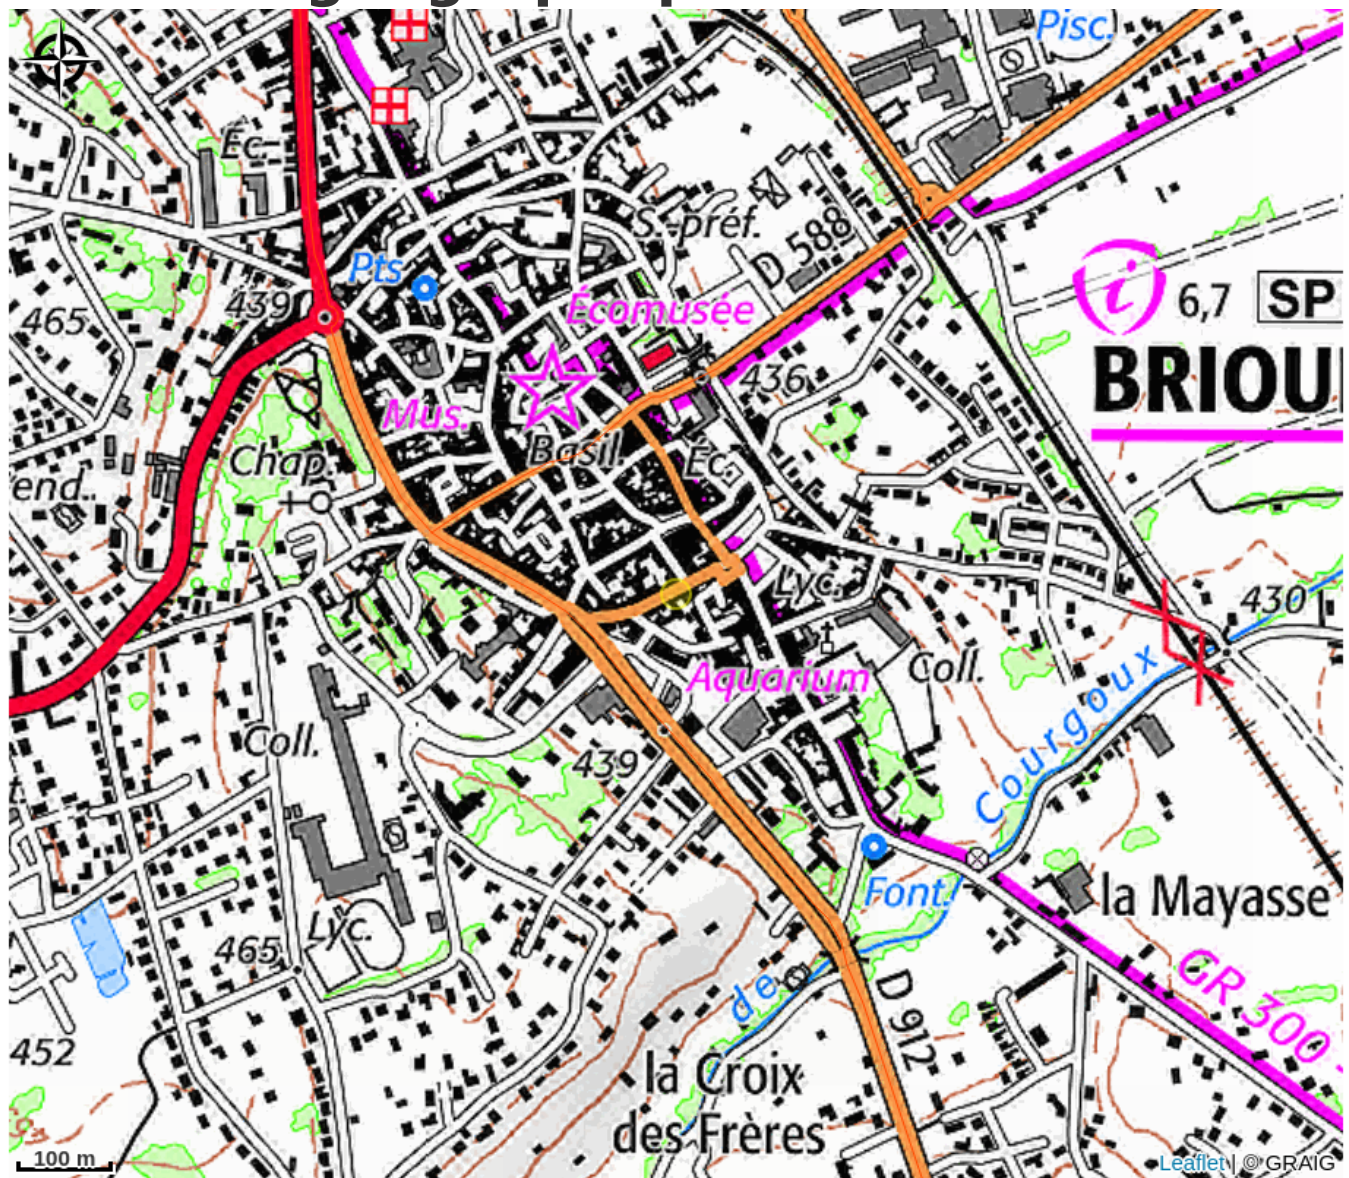 Pisc.
Éc.
S.-préf.
D 588
Pts
439
465
Écomusée
6,7
SP
BRIOU
436
Mus.
Basil.
Éc.
Chap.
end.
Lyc.
430
Aquarium
Coll.
Courgoux
Coll.
439
Font.
la Mayasse
Lyc.
465
de
D 912
GR 300
452
la Croix
des Frères
100 m
Leaflet | © GRAIG